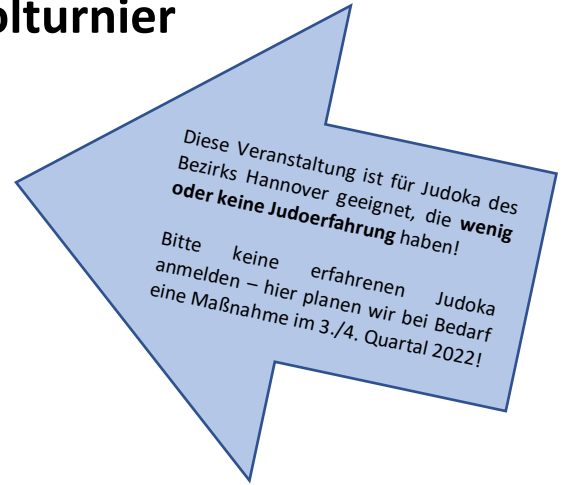 olturnier
Diese Veranstaltung ist für Judoka des
Bezirks Hannover geeignet, die wenig
oder keine Judoerfahrung haben!
Bitte keine erfahrenen Judoka
anmelden – hier planen wir bei Bedarf
eine Maßnahme im 3./4. Quartal 2022!